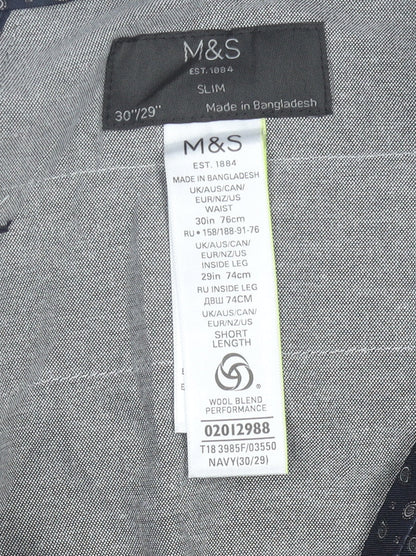 M&S
EST. 1884
SLIM
30"/29" Made in Bangladesh
M&S
EST. 1884
MADE IN BANGLADESH
UK/AUS/CAN/
EUR/NZ/US
WAIST
30in 76cm
RU • 158/188-91-76
UK/AUS/CAN/
EUR/NZ/US
INSIDE LEG
29in 74cm
RU INSIDE LEG
ДВШ 74СМ
UK/AUS/CAN/
EUR/NZ/US
SHORT
LENGTH
WOOL BLEND
PERFORMANCE
02012988
T18 3985F/03550
NAVY(30/29)